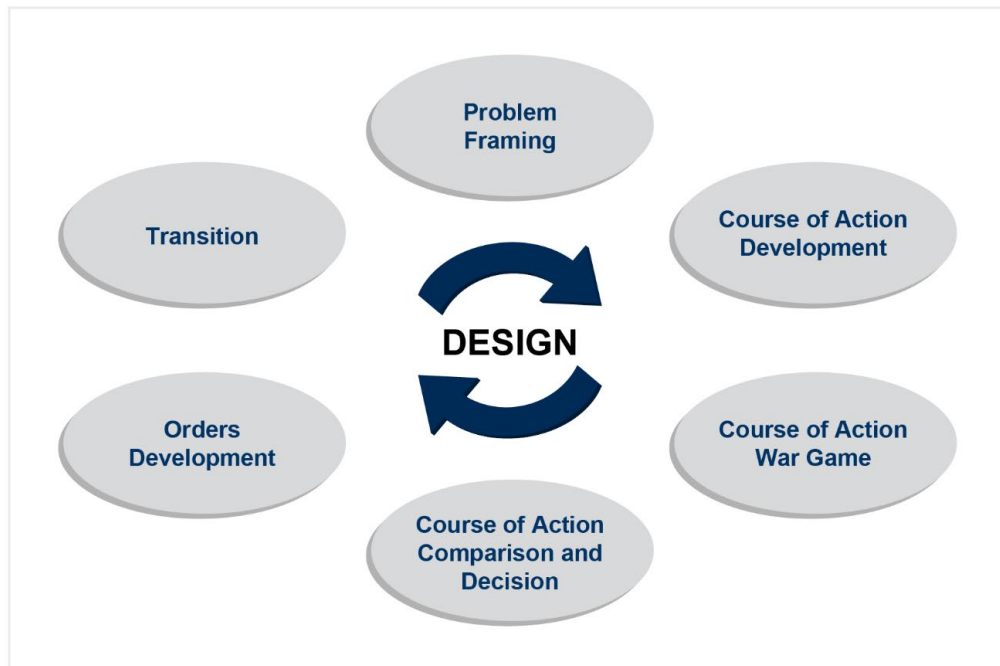 Problem
Framing
Course of Action
Development
Course of Action
War Game
Course of Action
Comparison and
Decision
Orders
Development
Transition
DESIGN